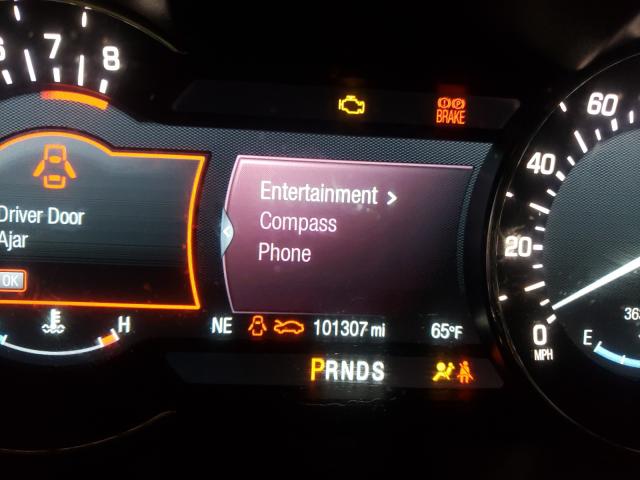 6 7 8
BRAKE
Entertainment >
Compass
Phone
Driver Door
Ajar
OK
60
40
20
0
MPH
H
NE 101307 mi 65°F
PRNDS
E